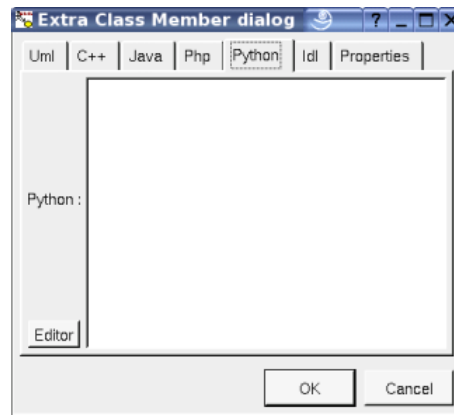 Extra Class Member dialog ? _ □ X
Uml C++ Java Php Python Idl Properties
Python :
Editor
OK Cancel